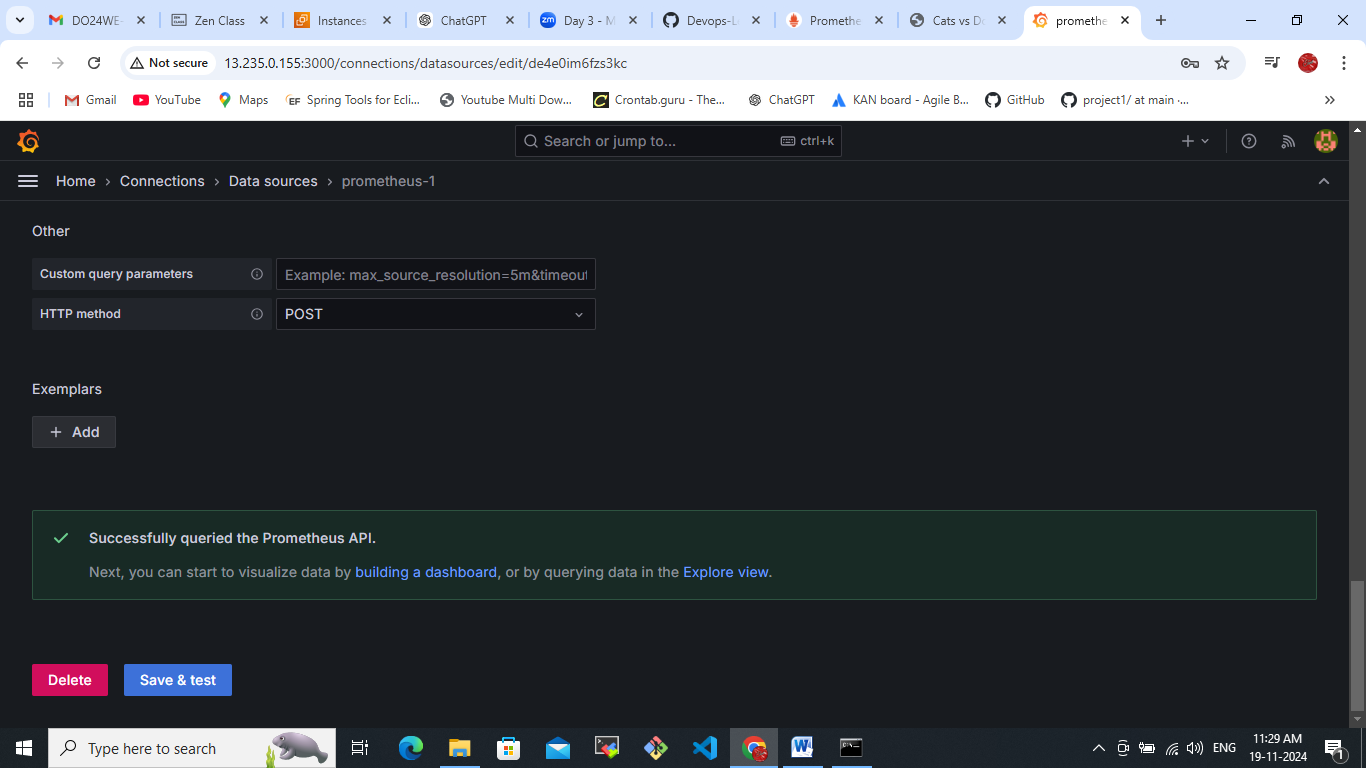 DO24WE-
Zen Class
Instances
ChatGPT
Day 3 - M
Devops-L
Promethe
Cats vs D
prometheu
Not secure
13.235.0.155:3000/connections/datasources/edit/de4e0im6fzs3kc
Gmail
YouTube
Maps
Spring Tools for Ecli...
Youtube Multi Dow...
Crontab.guru - The...
ChatGPT
KAN board - Agile B...
GitHub
project1/ at main ·...
Search or jump to...
ctrl+k
Home › Connections › Data sources › prometheus-1
Other
Custom query parameters
Example: max_source_resolution=5m&timeout
HTTP method
POST
Exemplars
+ Add
Successfully queried the Prometheus API.
Next, you can start to visualize data by building a dashboard, or by querying data in the Explore view.
Delete
Save & test
Type here to search
ENG
11:29 AM
19-11-2024
1